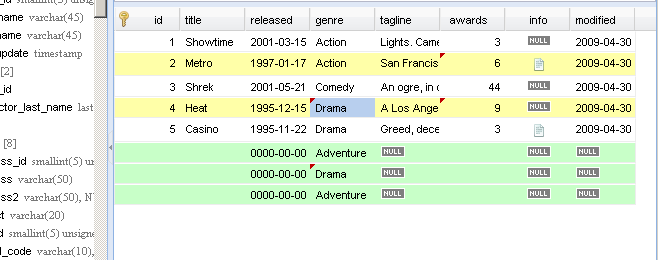 name varchar(45)
name varchar(45)
update timestamp
[2]
_id
ctor_last_name last
[8]
ss_id smallint(5) unsig
ss varchar(50)
ss2 varchar(50), N
ct varchar(20)
d smallint(5) unsigne
l_code varchar(10),
id title released genre tagline awards info modified
1 Showtime 2001-03-15 Action Lights. Came 3 NULL 2009-04-30
2 Metro 1997-01-17 Action San Francis 6 2009-04-30
3 Shrek 2001-05-21 Comedy An ogre, in 44 NULL 2009-04-30
4 Heat 1995-12-15 Drama A Los Ange 9 NULL 2009-04-30
5 Casino 1995-11-22 Drama Greed, dece 3 2009-04-30
0000-00-00 Adventure NULL NULL NULL
0000-00-00 Drama NULL NULL NULL
0000-00-00 Adventure NULL NULL NULL